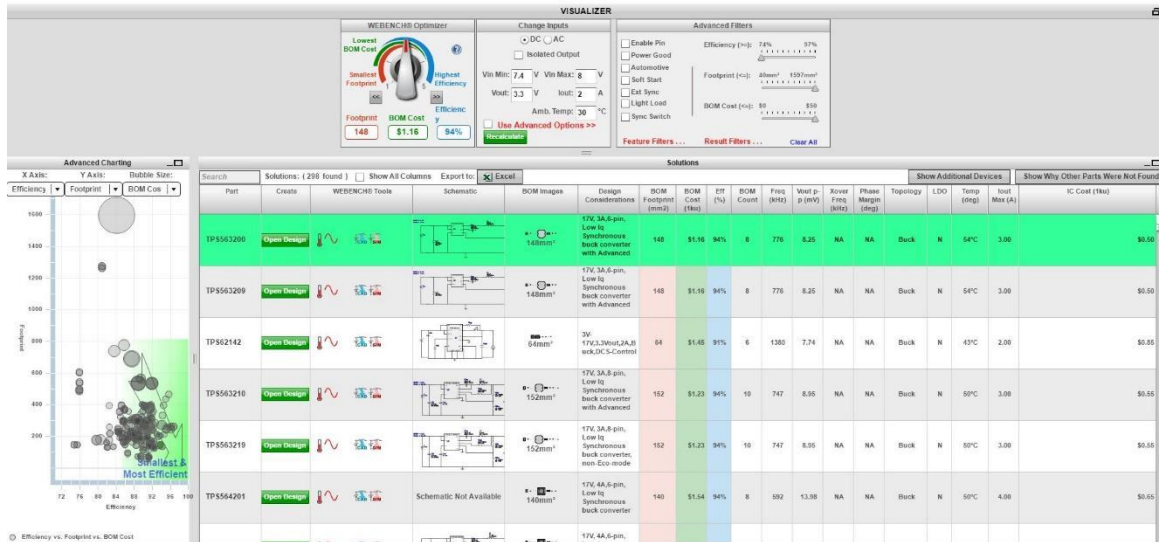 VISUALIZER
WEBENCH® Optimizer
Lowest
BOM Cost
Smallest
Footprint
Highest
Efficiency
1 5
<< >>
Footprint BOM Cost Efficienc
y
148 $1.16 94%
Change Inputs
DC AC
Isolated Output
Vin Min: 7.4 V Vin Max: 8 V
Vout: 3.3 V Iout: 2 A
Amb. Temp: 30 °C
Use Advanced Options >>
Recalculate
Advanced Filters
Enable Pin
Power Good
Automotive
Soft Start
Ext Sync
Light Load
Sync Switch
Efficiency (>=): 74% 97%
Footprint (<=): 40mm² 1597mm²
BOM Cost (<=): $0 $50
Feature Filters . . . Result Filters . . . Clear All
Advanced Charting
X Axis: Y Axis: Bubble Size:
Efficiency Footprint BOM Cos
1600
1400
1200
1000
800
600
400
200
Footprint
Smallest &
Most Efficient
72 76 80 84 88 92 96 100
Efficiency
Efficiency vs. Footprint vs. BOM Cost
Solutions
Search Solutions: ( 298 found ) Show All Columns Export to: Excel Show Additional Devices Show Why Other Parts Were Not Found
Part Create WEBENCH® Tools Schematic BOM Images Design Considerations BOM Footprint (mm2) BOM Cost (1ku) Eff (%) BOM Count Freq (kHz) Vout p-p (mV) Xover Freq (kHz) Phase Margin (deg) Topology LDO Temp (deg) Iout Max (A) IC Cost (1ku)
TPS563200 Open Design 148mm² 17V, 3A,6-pin, Low Iq Synchronous buck converter with Advanced 148 $1.16 94% 8 776 8.25 NA NA Buck N 54°C 3.00 $0.50
TPS563209 Open Design 148mm² 17V, 3A,6-pin, Low Iq Synchronous buck converter with Advanced 148 $1.16 94% 8 776 8.25 NA NA Buck N 54°C 3.00 $0.50
TPS62142 Open Design 64mm² 3V-17V,3.3Vout,2A,Buck,DCS-Control 64 $1.45 91% 6 1380 7.74 NA NA Buck N 43°C 2.00 $0.85
TPS563210 Open Design 152mm² 17V, 3A,8-pin, Low Iq Synchronous buck converter with Advanced 152 $1.23 94% 10 747 8.95 NA NA Buck N 50°C 3.00 $0.55
TPS563219 Open Design 152mm² 17V, 3A,8-pin, Low Iq Synchronous buck converter, non-Eco-mode 152 $1.23 94% 10 747 8.95 NA NA Buck N 50°C 3.00 $0.55
TPS564201 Open Design Schematic Not Available 140mm² 17V, 4A,6-pin, Low Iq Synchronous buck converter 140 $1.54 94% 8 592 13.98 NA NA Buck N 50°C 4.00 $0.65
17V, 4A,6-pin,